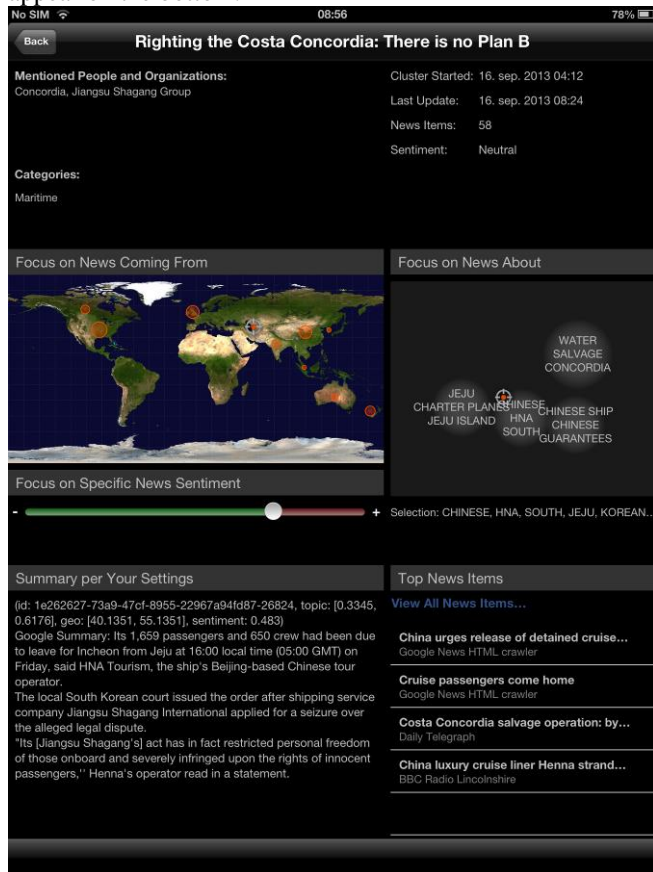 No SIM 08:56 78%
Back
Righting the Costa Concordia: There is no Plan B
Mentioned People and Organizations:
Concordia, Jiangsu Shagang Group
Cluster Started: 16. sep. 2013 04:12
Last Update: 16. sep. 2013 08:24
News Items: 58
Sentiment: Neutral
Categories:
Maritime
Focus on News Coming From
Focus on News About
WATER
SALVAGE
CONCORDIA
JEJU
CHARTER PLANES
JEJU ISLAND
CHINESE
HNA
SOUTH
CHINESE SHIP
CHINESE
GUARANTEES
Focus on Specific News Sentiment
- +
Selection: CHINESE, HNA, SOUTH, JEJU, KOREAN...
Summary per Your Settings
(id: 1e262627-73a9-47cf-8955-22967a94fd87-26824, topic: [0.3345,
0.6176], geo: [40.1351, 55.1351], sentiment: 0.483)
Google Summary: Its 1,659 passengers and 650 crew had been due
to leave for Incheon from Jeju at 16:00 local time (05:00 GMT) on
Friday, said HNA Tourism, the ship's Beijing-based Chinese tour
operator.
The local South Korean court issued the order after shipping service
company Jiangsu Shagang International applied for a seizure over
the alleged legal dispute.
"Its [Jiangsu Shagang's] act has in fact restricted personal freedom
of those onboard and severely infringed upon the rights of innocent
passengers,'' Henna's operator read in a statement.
Top News Items
View All News Items...
China urges release of detained cruise...
Google News HTML crawler
Cruise passengers come home
Google News HTML crawler
Costa Concordia salvage operation: by...
Daily Telegraph
China luxury cruise liner Henna strand...
BBC Radio Lincolnshire